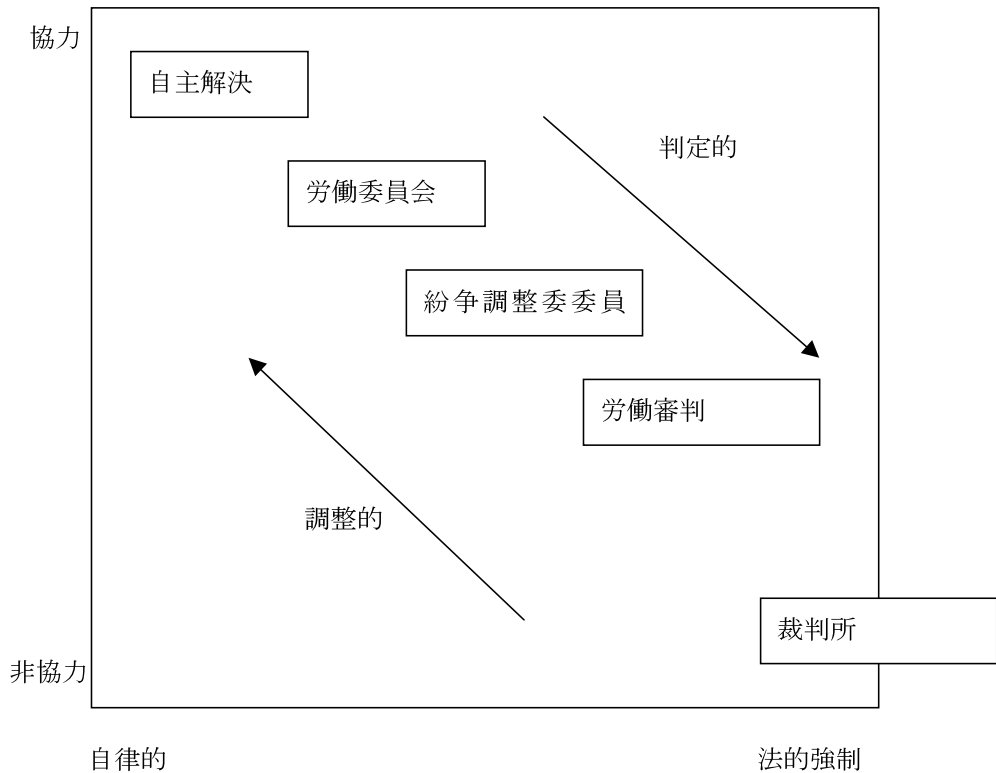 協力
自主解決
判定的
労働委員会
紛争調整委委員
労働審判
調整的
裁判所
非協力
自律的
法的強制